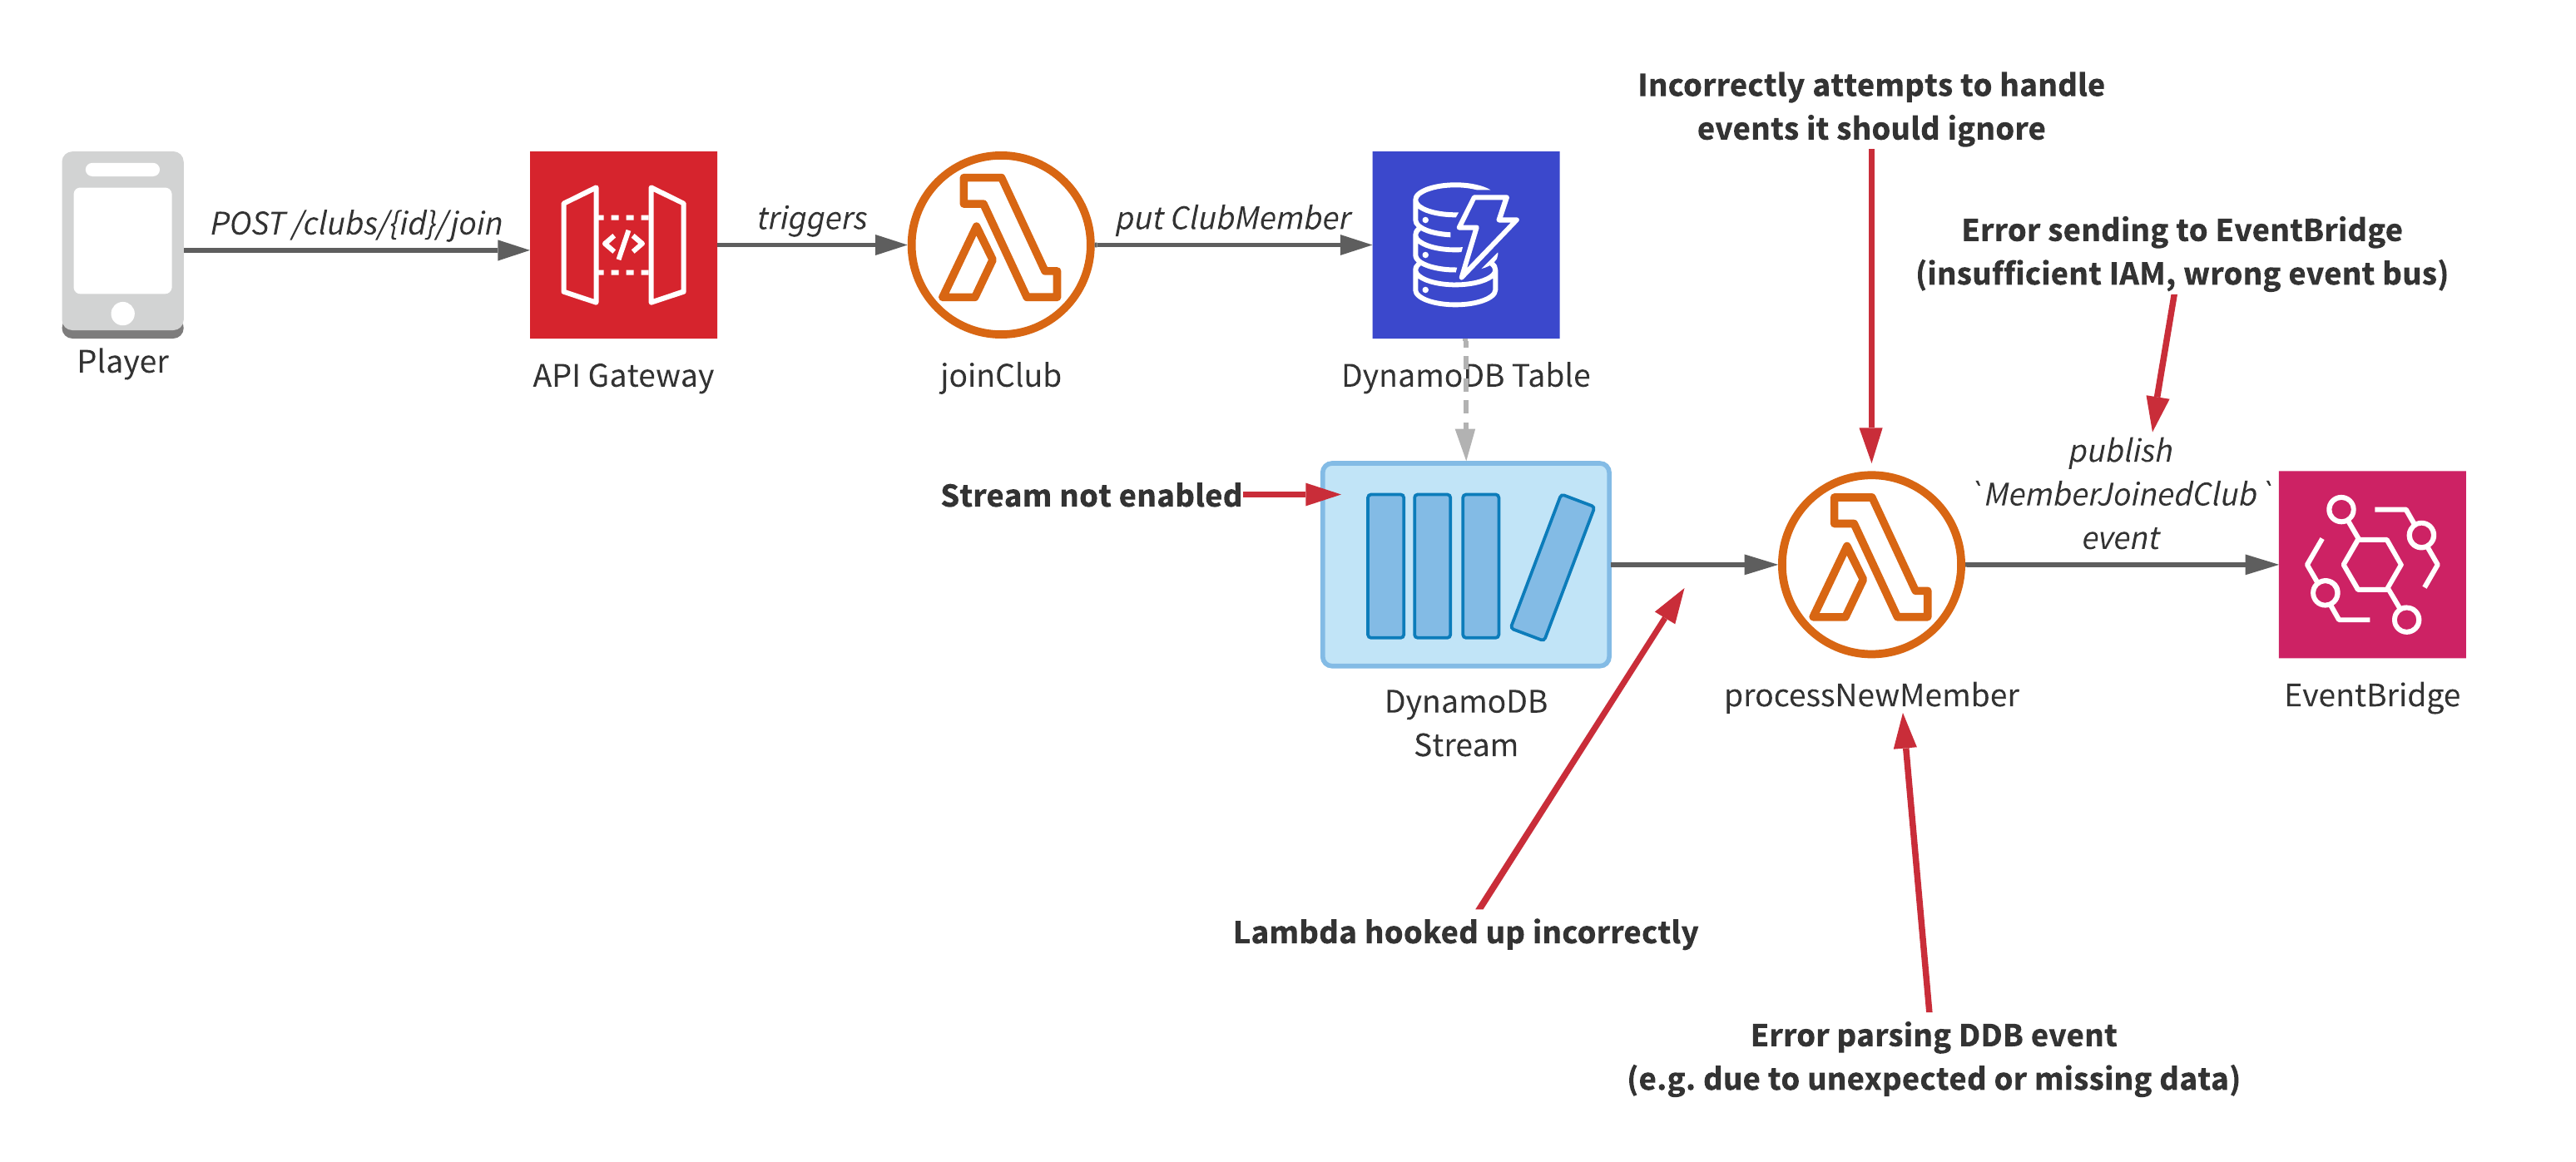 Incorrectly attempts to handle
events it should ignore
POST /clubs/{id}/join
triggers
put ClubMember
Error sending to EventBridge
(insufficient IAM, wrong event bus)
Player
API Gateway
joinClub
DynamoDB Table
Stream not enabled
publish
`MemberJoinedClub`
event
DynamoDB
Stream
processNewMember
EventBridge
Lambda hooked up incorrectly
Error parsing DDB event
(e.g. due to unexpected or missing data)